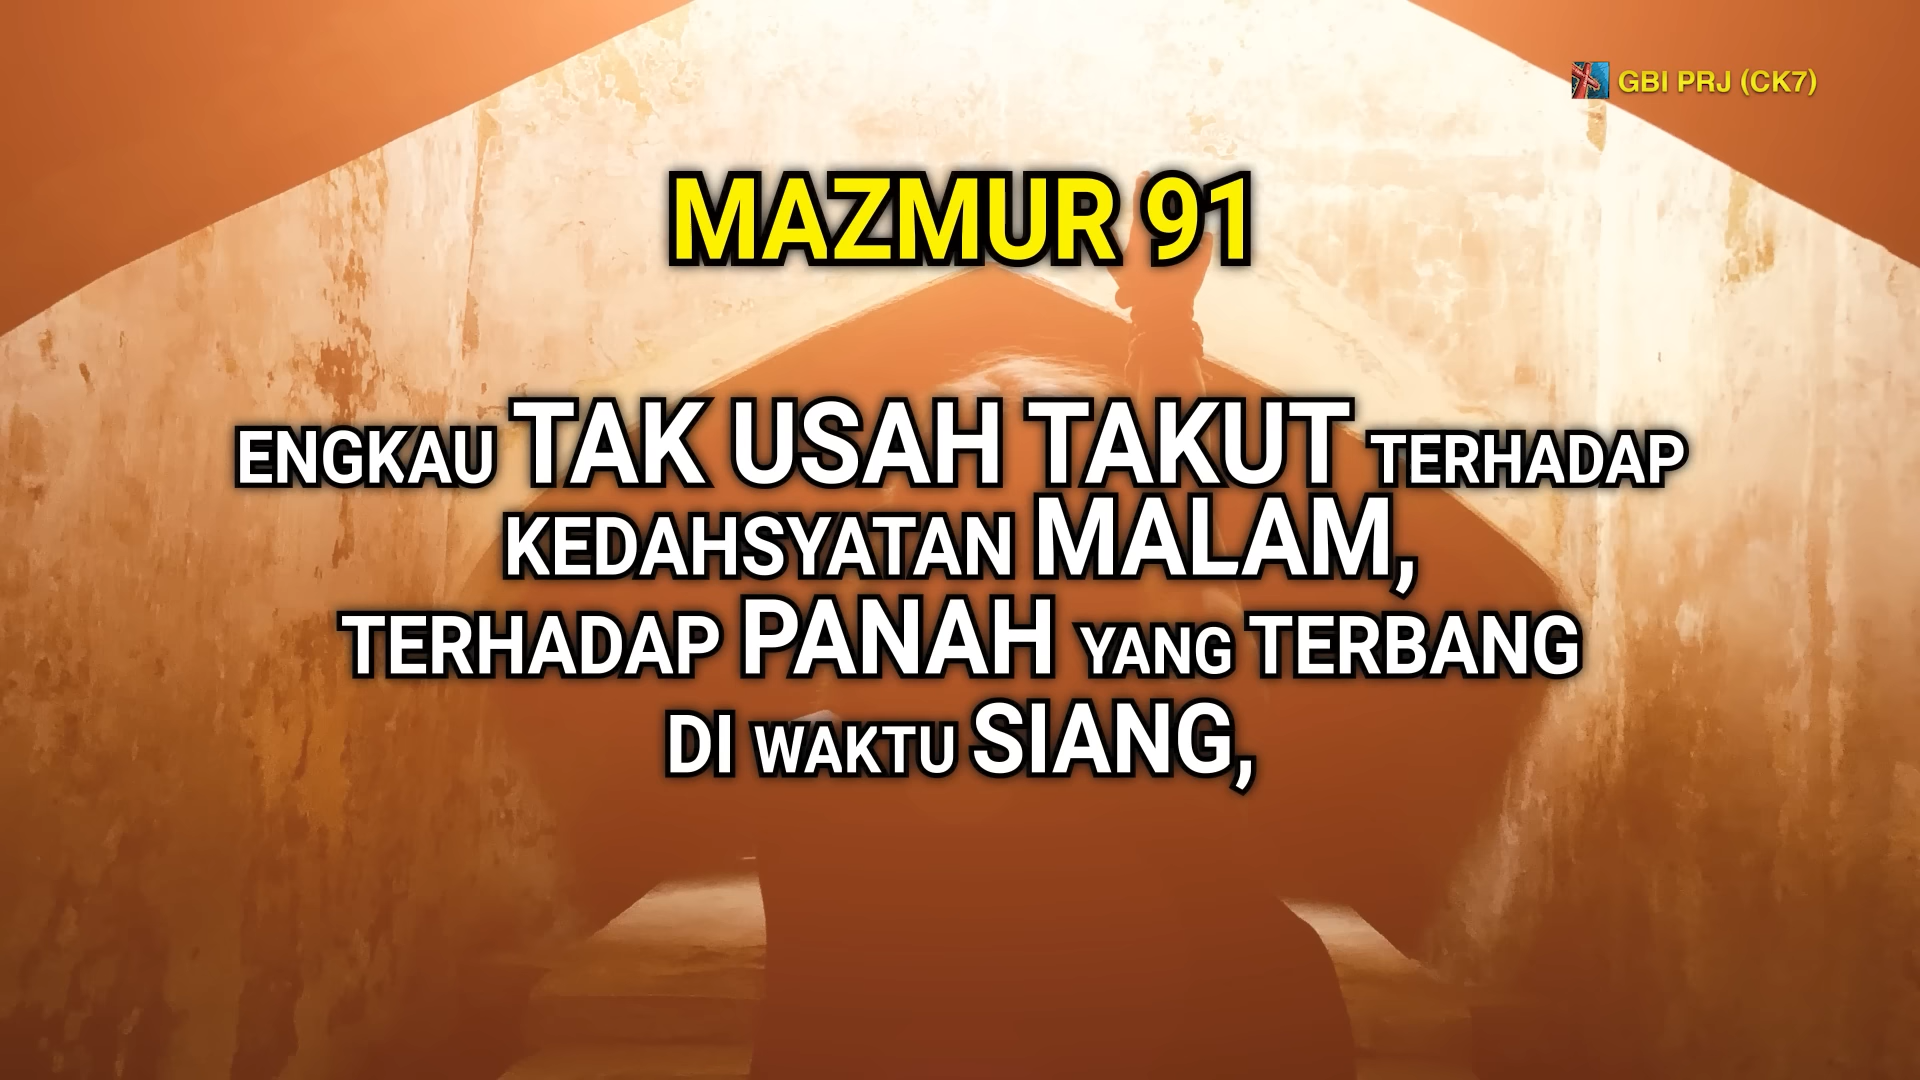 GBI PRJ (CK7)
MAZMUR 91
ENGKAU TAK USAH TAKUT TERHADAP
KEDAHSYATAN MALAM,
TERHADAP PANAH YANG TERBANG
DI WAKTU SIANG,